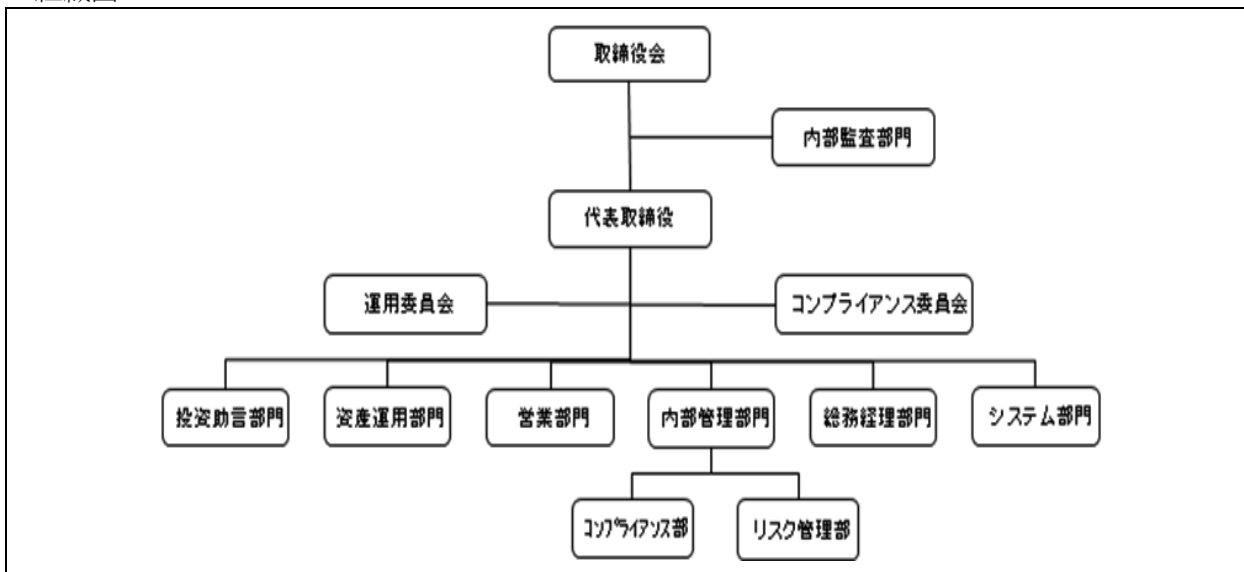 取締役会
内部監査部門
代表取締役
運用委員会
コンプライアンス委員会
投資助言部門
資産運用部門
営業部門
内部管理部門
総務経理部門
システム部門
コンプライアンス部
リスク管理部